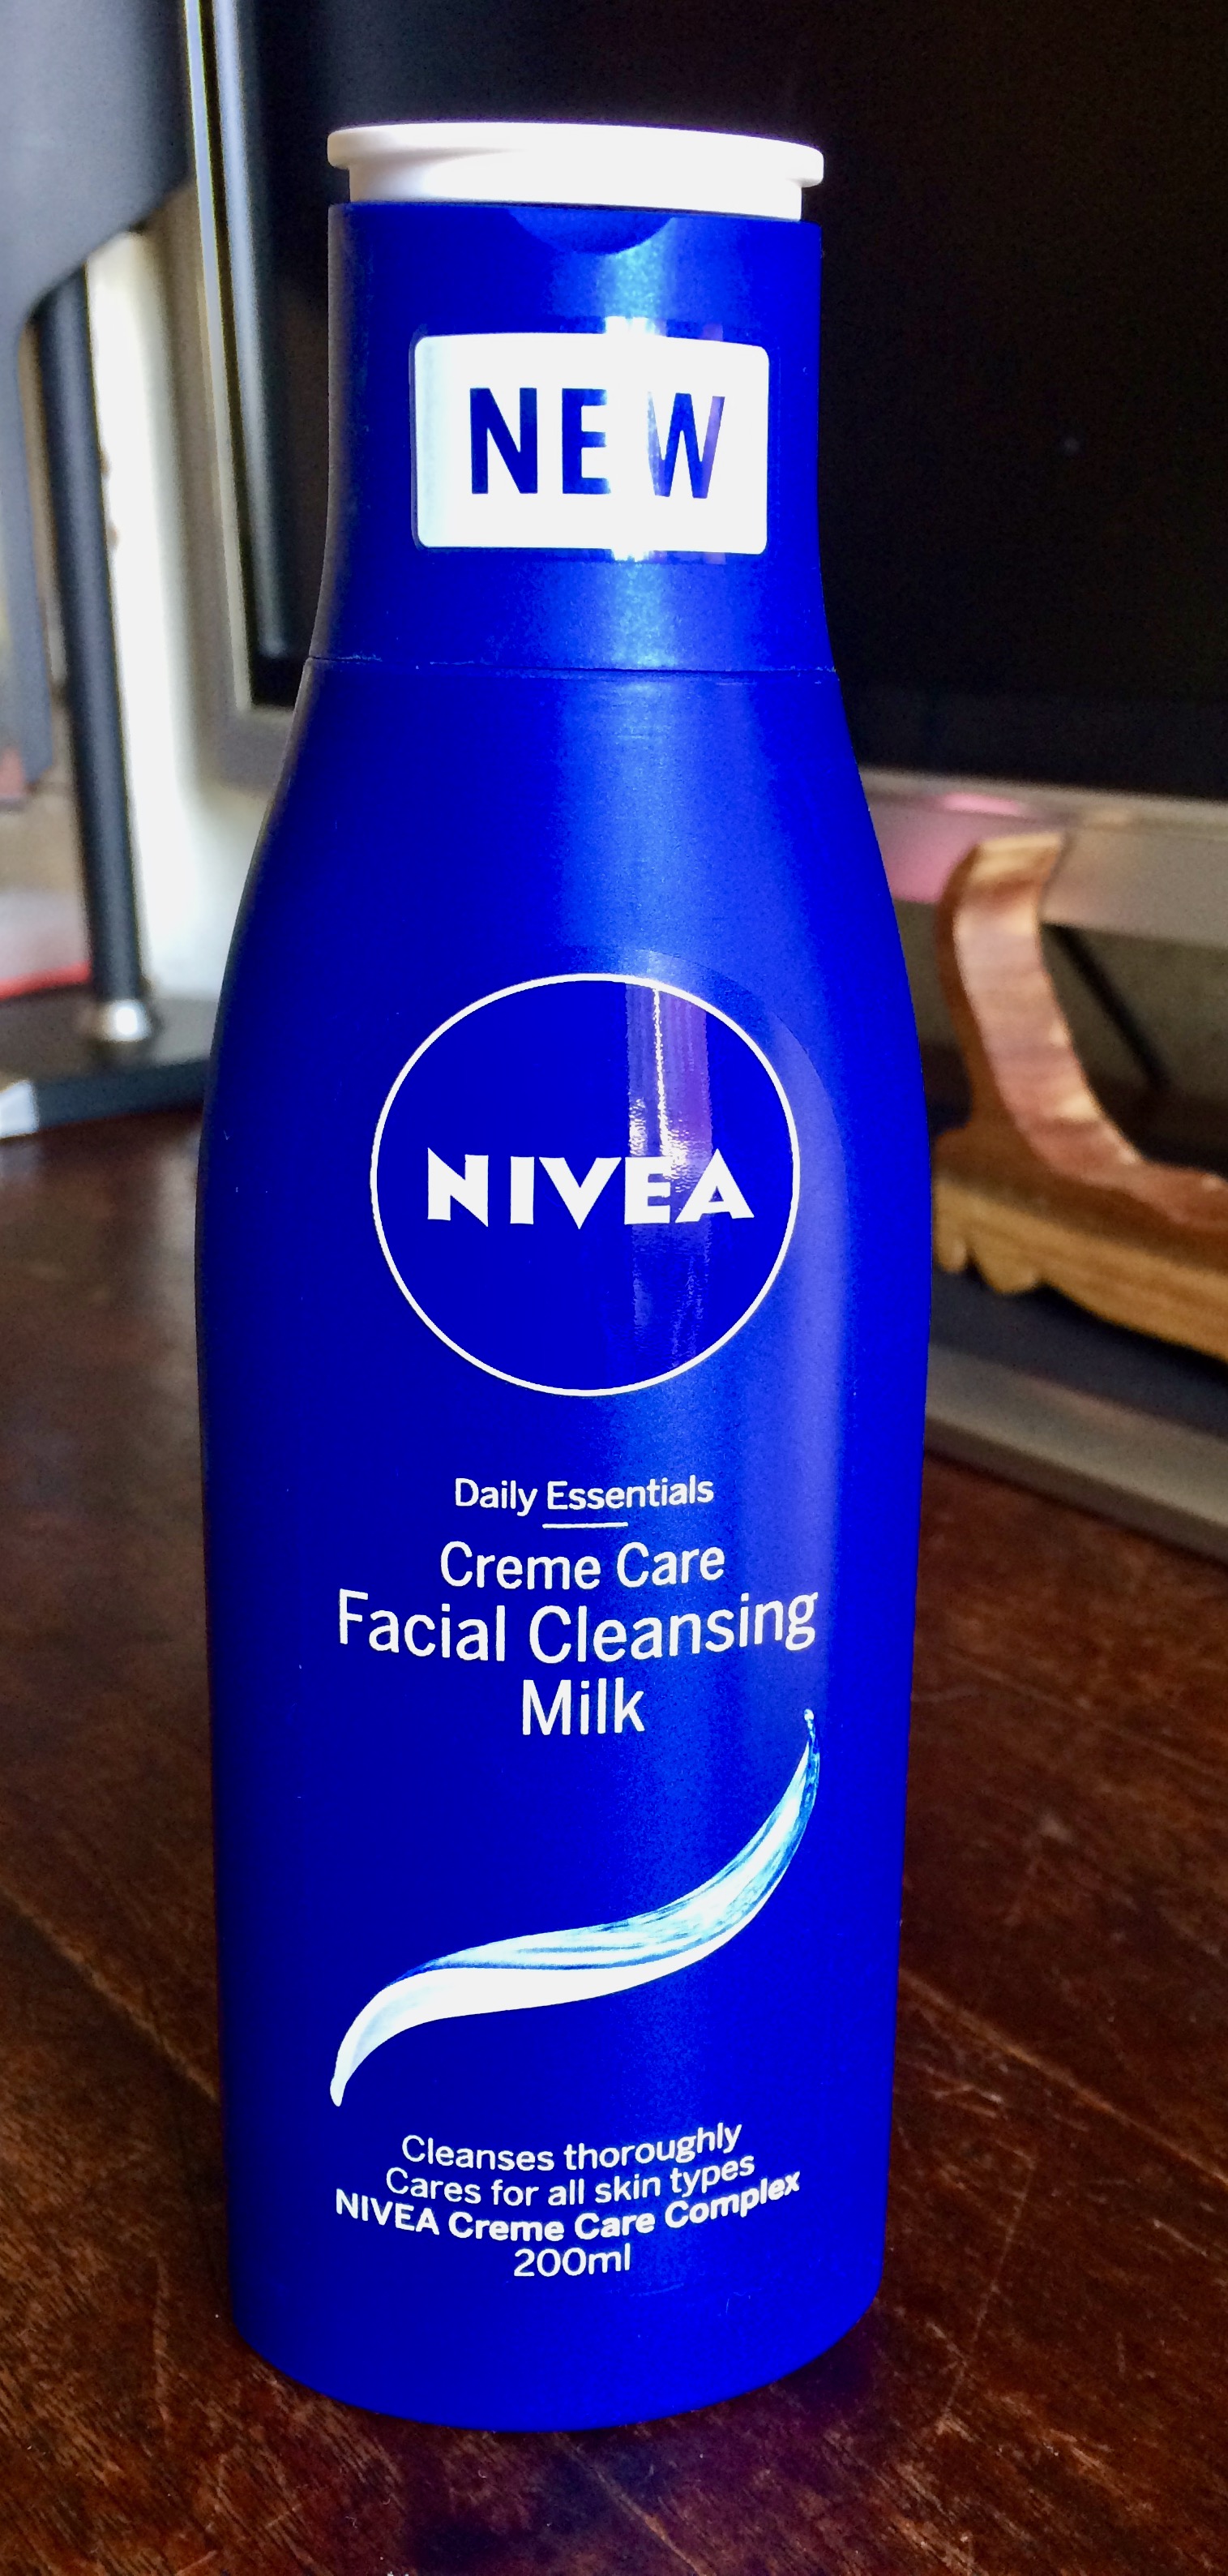 NEW
NIVEA
Daily Essentials
Creme Care
Facial Cleansing
Milk
Cleanses thoroughly
Cares for all skin types
NIVEA Creme Care Complex
200ml